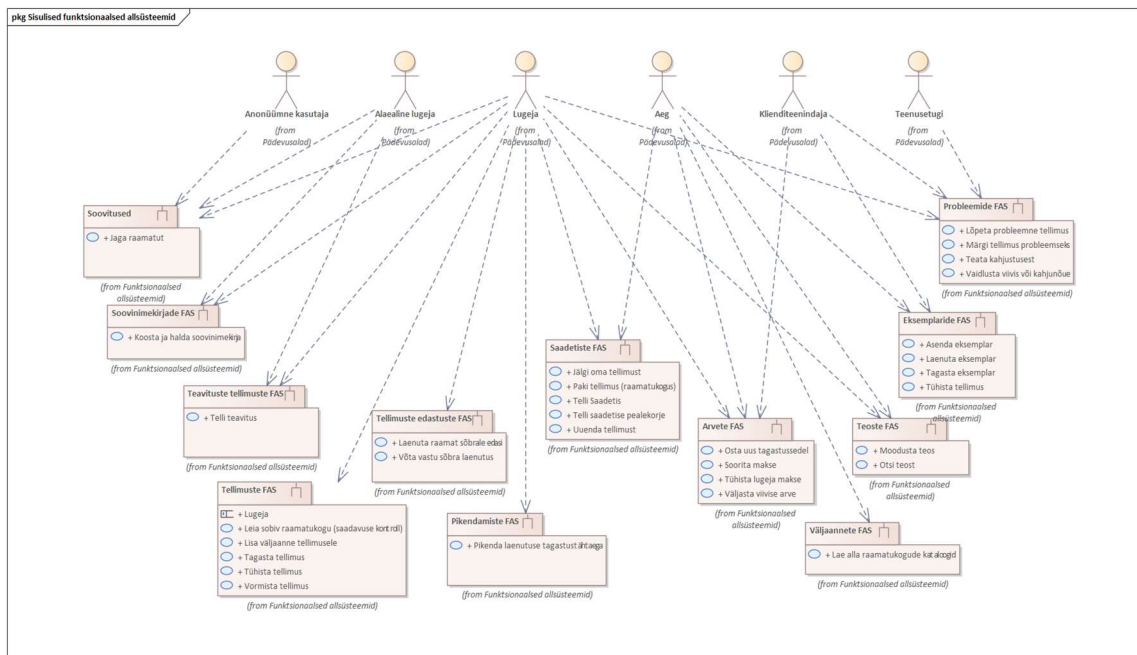 pkg Sisulised funktsionaalsed allsüsteemid
Anonüümne kasutaja
(from
Pädevusalad)
Alaealine lugeja
(from
Pädevusalad)
Lugeja
(from
Pädevusalad)
Aeg
(from
Pädevusalad)
Klienditeenindaja
(from
Pädevusalad)
Teenusetugi
(from
Pädevusalad)
Soovitused
+ Jaga raamatut
(from Funktsionaalsed
allsüsteemid)
Probleemide FAS
+ Lõpeta probleemne tellimus
+ Märgi tellimus probleemseks
+ Teata kahjustusest
+ Vaidlusta viivis või kahjunõue
(from Funktsionaalsed allsüsteemid)
Soovinimekirjade FAS
+ Koosta ja halda soovinimekirja
(from Funktsionaalsed allsüsteemid)
Eksemplaride FAS
+ Asenda eksemplar
+ Laenuta eksemplar
+ Tagasta eksemplar
+ Tühista tellimus
(from Funktsionaalsed
allsüsteemid)
Saadetiste FAS
+ Jälgi oma tellimust
+ Paki tellimus (raamatukogus)
+ Telli Saadetis
+ Telli saadetise pealekorje
+ Uuenda tellimust
(from Funktsionaalsed allsüsteemid)
Teavituste tellimuste FAS
+ Telli teavitus
(from Funktsionaalsed
allsüsteemid)
Tellimuste edastuste FAS
+ Laenuta raamat sõbrale edasi
+ Võta vastu sõbra laenutus
(from Funktsionaalsed
allsüsteemid)
Arvete FAS
+ Osta uus tagastussedel
+ Soorita makse
+ Tühista lugeja makse
+ Väljasta viivise arve
(from Funktsionaalsed
allsüsteemid)
Teoste FAS
+ Moodusta teos
+ Otsi teost
(from Funktsionaalsed
allsüsteemid)
Tellimuste FAS
+ Lugeja
+ Leia sobiv raamatukogu (saadavuse kontroll)
+ Lisa väljaanne tellimusele
+ Tagasta tellimus
+ Tühista tellimus
+ Vormista tellimus
(from Funktsionaalsed allsüsteemid)
Pikendamiste FAS
+ Pikenda laenutuse tagastustähtaega
(from Funktsionaalsed allsüsteemid)
Väljaannete FAS
+ Lae alla raamatukogude kataloogid
(from Funktsionaalsed allsüsteemid)